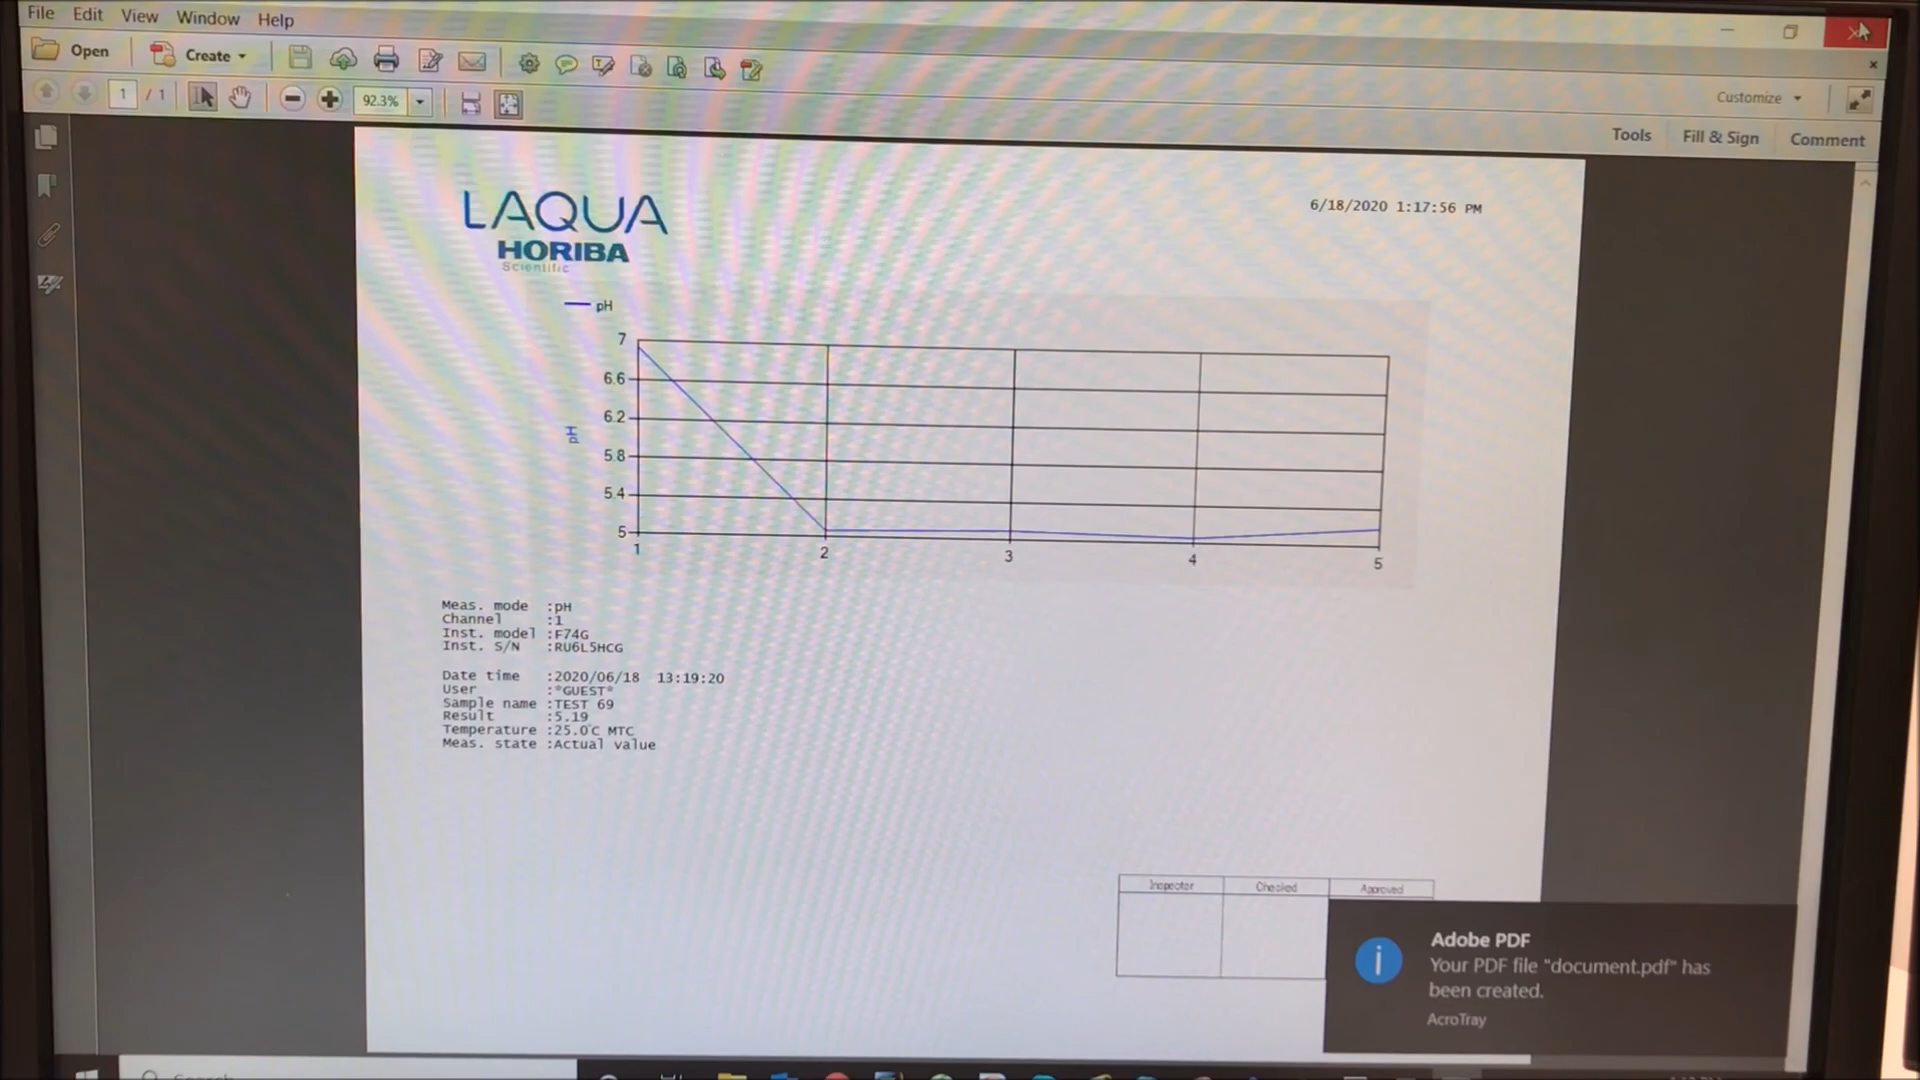 File Edit View Window Help
Open Create
1 / 1 92.3% Customize
Tools Fill & Sign Comment
LAQUA
HORIBA
Scientific
6/18/2020 1:17:56 PM
pH
7
6.6
6.2
5.8
5.4
5
pH
1 2 3 4 5
Meas. mode :pH
Channel :1
Inst. model :F74G
Inst. S/N :RU6L5HCG
Date time :2020/06/18 13:19:20
User :*GUEST*
Sample name :TEST 69
Result :5.19
Temperature :25.0°C MTC
Meas. state :Actual value
Inspector Checked Approved
Adobe PDF
Your PDF file "document.pdf" has
been created.
AcroTray